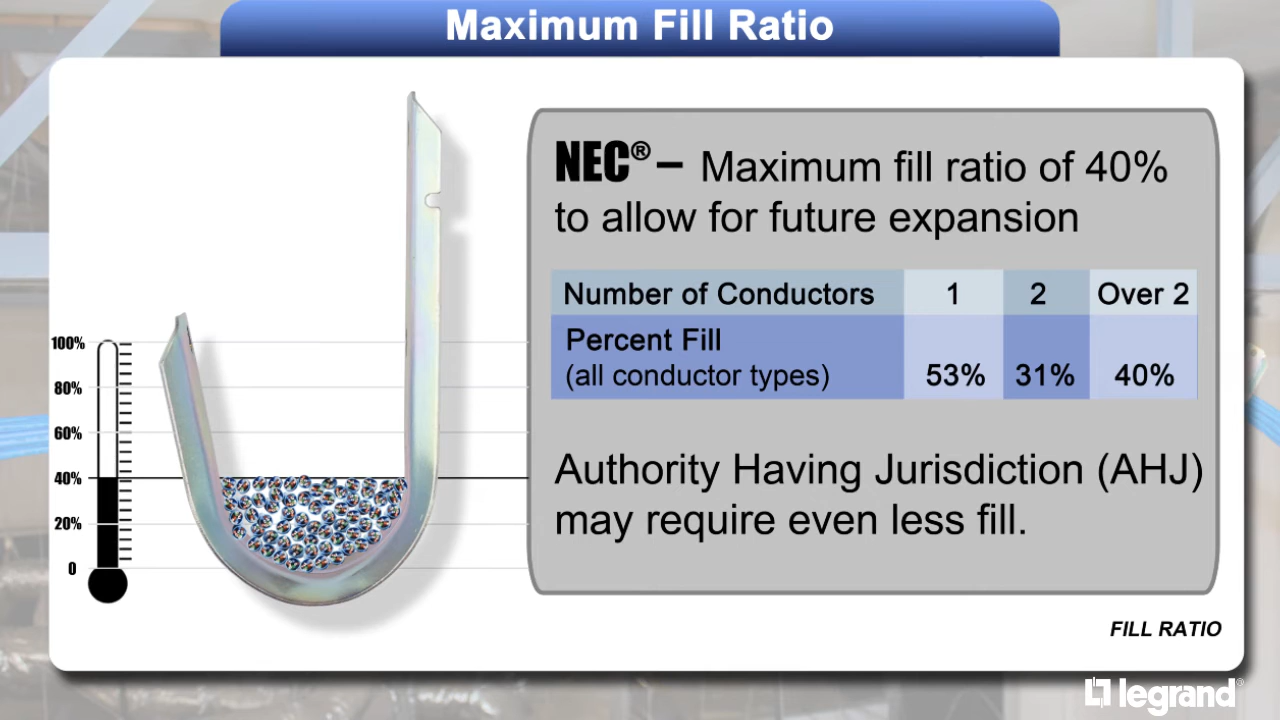 Maximum Fill Ratio
NEC® – Maximum fill ratio of 40%
to allow for future expansion
Number of Conductors 1 2 Over 2
Percent Fill
(all conductor types) 53% 31% 40%
Authority Having Jurisdiction (AHJ)
may require even less fill.
100%
80%
60%
40%
20%
0
FILL RATIO
legrand®